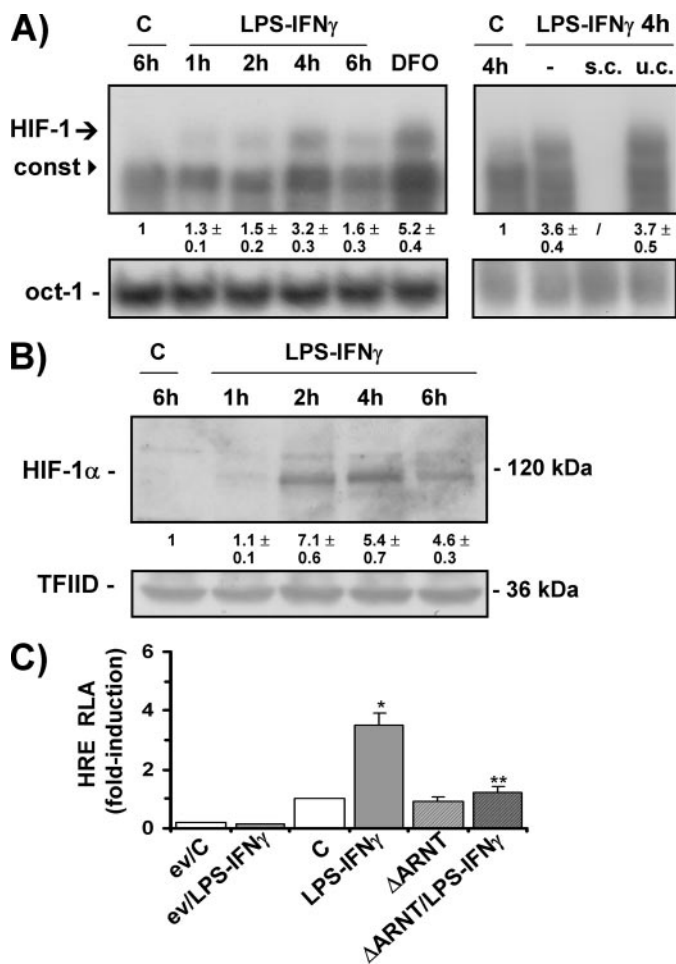 A)
C LPS-IFNγ C LPS-IFNγ 4h
6h 1h 2h 4h 6h DFO 4h - s.c. u.c.
HIF-1
const
1 1.3 ± 1.5 ± 3.2 ± 1.6 ± 5.2 ± 1 3.6 ± / 3.7 ±
0.1 0.2 0.3 0.3 0.4 0.4 0.5
oct-1 -
B)
C LPS-IFNγ
6h 1h 2h 4h 6h
HIF-1α - - 120 kDa
1 1.1 ± 7.1 ± 5.4 ± 4.6 ±
0.1 0.6 0.7 0.3
TFIID - - 36 kDa
C)
HRE RLA
(fold-induction)
6
4
2
0
*
**
ev/C
ev/LPS-IFNγ
C
LPS-IFNγ
ΔARNT
ΔARNT/LPS-IFNγ